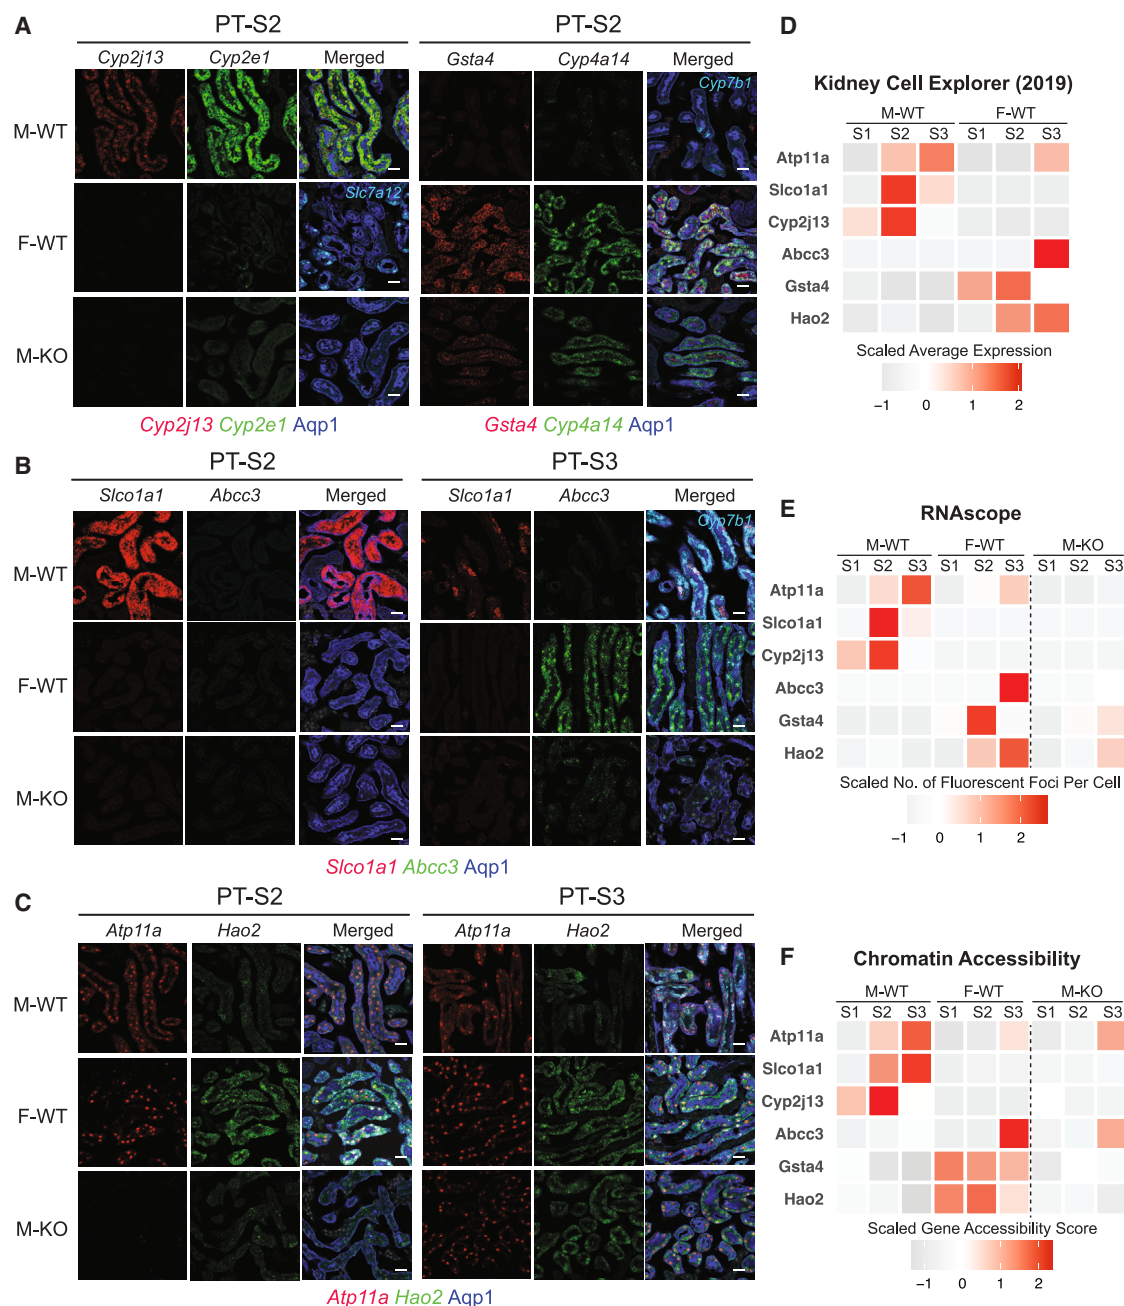 A
PT-S2
PT-S2
Cyp2j13 Cyp2e1 Merged
Gsta4 Cyp4a14 Merged
M-WT
Cyp7b1
F-WT
Slc7a12
M-KO
Cyp2j13 Cyp2e1 Aqp1
Gsta4 Cyp4a14 Aqp1
B
PT-S2
PT-S3
Slco1a1 Abcc3 Merged
Slco1a1 Abcc3 Merged
M-WT
Cyp7b1
F-WT
M-KO
Slco1a1 Abcc3 Aqp1
C
PT-S2
PT-S3
Atp11a Hao2 Merged
Atp11a Hao2 Merged
M-WT
F-WT
M-KO
Atp11a Hao2 Aqp1
D
Kidney Cell Explorer (2019)
M-WT F-WT
S1 S2 S3 S1 S2 S3
Atp11a
Slco1a1
Cyp2j13
Abcc3
Gsta4
Hao2
Scaled Average Expression
−1 0 1 2
E
RNAscope
M-WT F-WT M-KO
S1 S2 S3 S1 S2 S3 S1 S2 S3
Atp11a
Slco1a1
Cyp2j13
Abcc3
Gsta4
Hao2
Scaled No. of Fluorescent Foci Per Cell
−1 0 1 2
F
Chromatin Accessibility
M-WT F-WT M-KO
S1 S2 S3 S1 S2 S3 S1 S2 S3
Atp11a
Slco1a1
Cyp2j13
Abcc3
Gsta4
Hao2
Scaled Gene Accessibility Score
−1 0 1 2